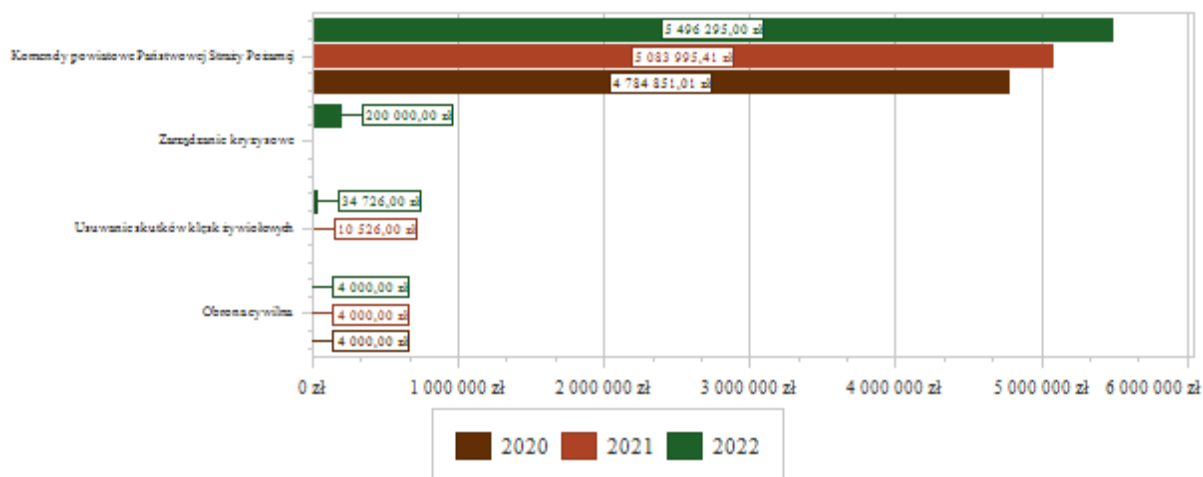 5 496 295,00 zł
Komendy powiatowe Państwowej Straży Pożarnej
5 083 995,41 zł
4 784 851,01 zł
200 000,00 zł
Zarządzanie kryzysowe
34 726,00 zł
Usuwanie skutków klęsk żywiołowych
10 526,00 zł
4 000,00 zł
Obrona cywilna
4 000,00 zł
4 000,00 zł
0 zł 1 000 000 zł 2 000 000 zł 3 000 000 zł 4 000 000 zł 5 000 000 zł 6 000 000 zł
2020 2021 2022